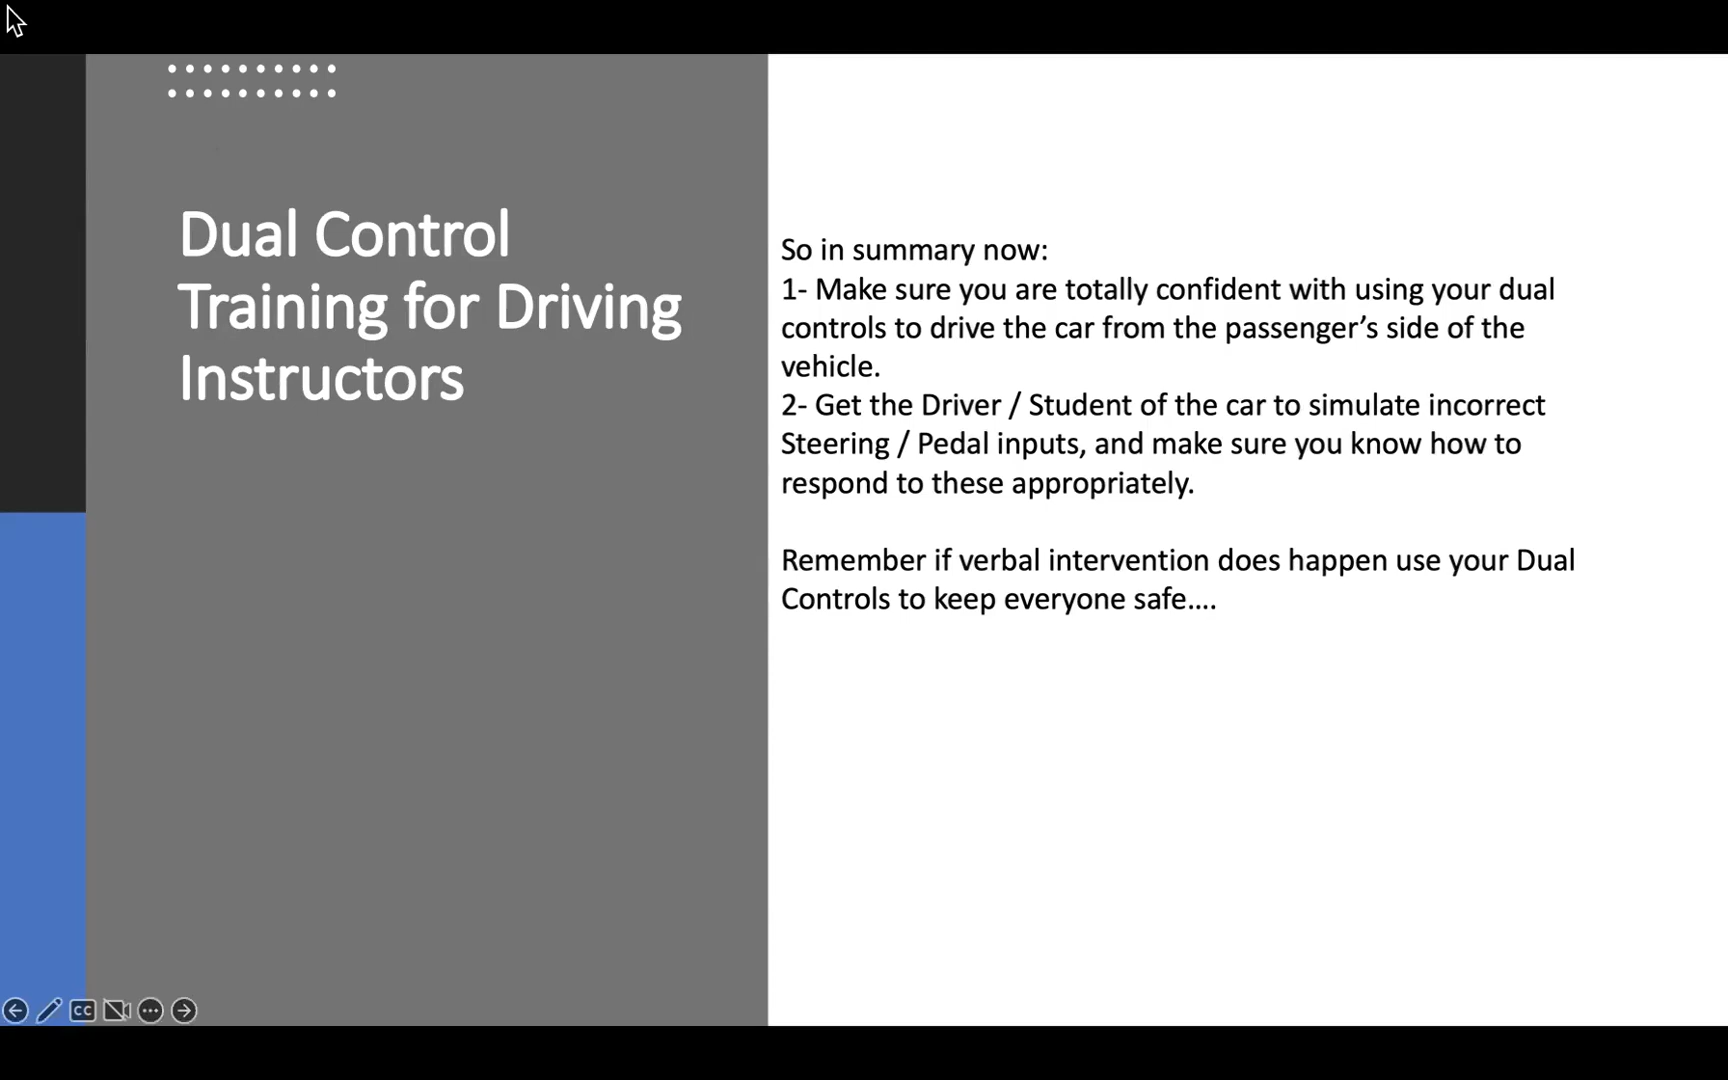 Dual Control
Training for Driving
Instructors
So in summary now:
1- Make sure you are totally confident with using your dual
controls to drive the car from the passenger’s side of the
vehicle.
2- Get the Driver / Student of the car to simulate incorrect
Steering / Pedal inputs, and make sure you know how to
respond to these appropriately.
Remember if verbal intervention does happen use your Dual
Controls to keep everyone safe....
CC